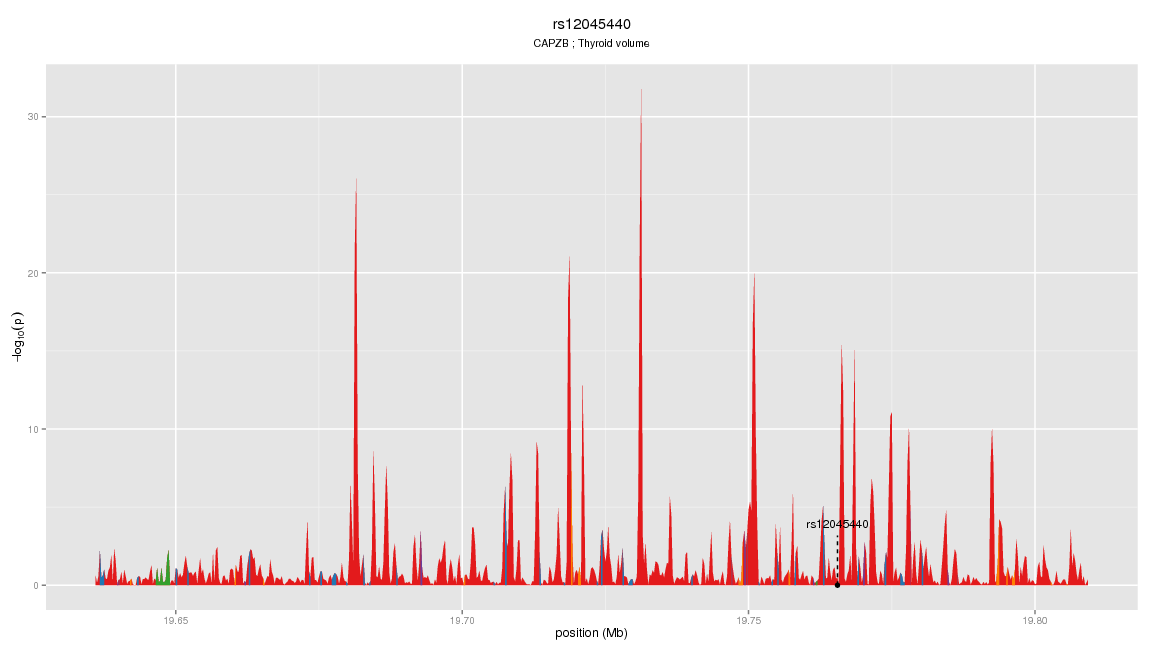 rs12045440
CAPZB ; Thyroid volume
30
20
10
0
−log10(p)
rs12045440
19.65 19.70 19.75 19.80
position (Mb)